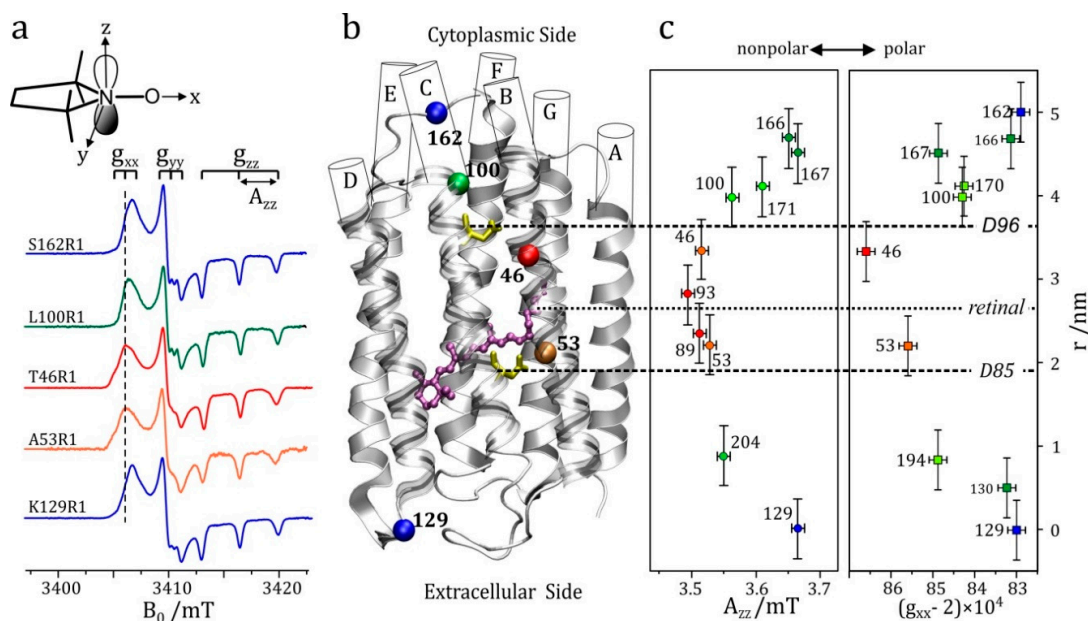 a
z
N
O
x
y
g_xx
g_yy
g_zz
A_zz
S162R1
L100R1
T46R1
A53R1
K129R1
3400
3410
3420
B_0 /mT
b
Cytoplasmic Side
E
C
F
B
G
A
D
162
100
46
53
129
Extracellular Side
c
nonpolar
polar
166
167
100
171
46
93
89
53
204
129
3.5
3.6
3.7
A_zz/mT
162
166
167
170
100
D96
46
retinal
53
D85
194
130
129
86
85
84
83
(g_xx- 2)×10^4
5
4
3
2
1
0
r /nm